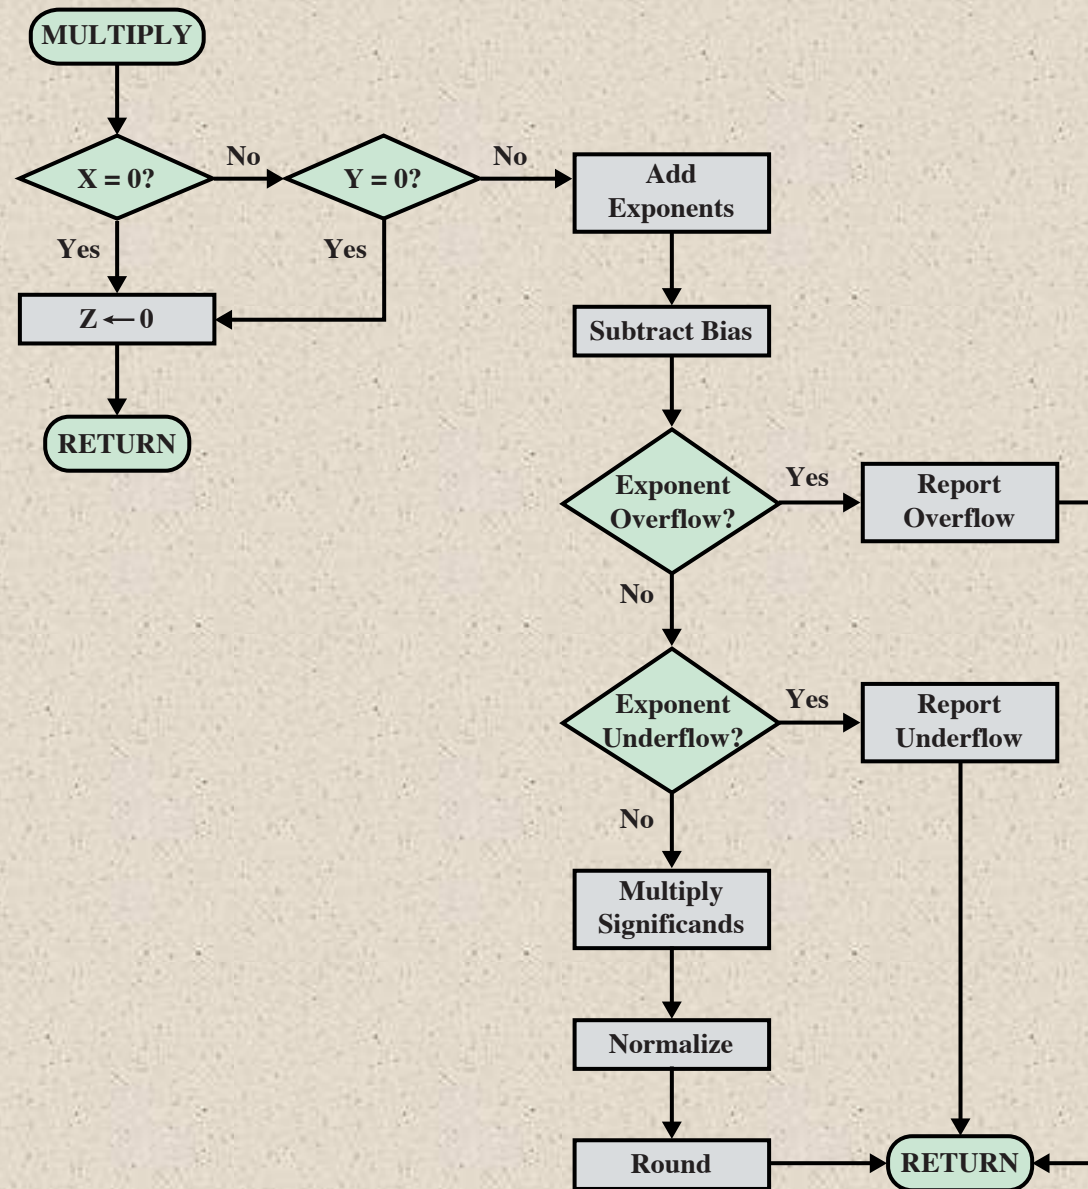 MULTIPLY
X = 0?
No
Y = 0?
No
Add
Exponents
Yes
Yes
Z ← 0
Subtract Bias
RETURN
Exponent
Overflow?
Yes
Report
Overflow
No
Exponent
Underflow?
Yes
Report
Underflow
No
Multiply
Significands
Normalize
Round
RETURN